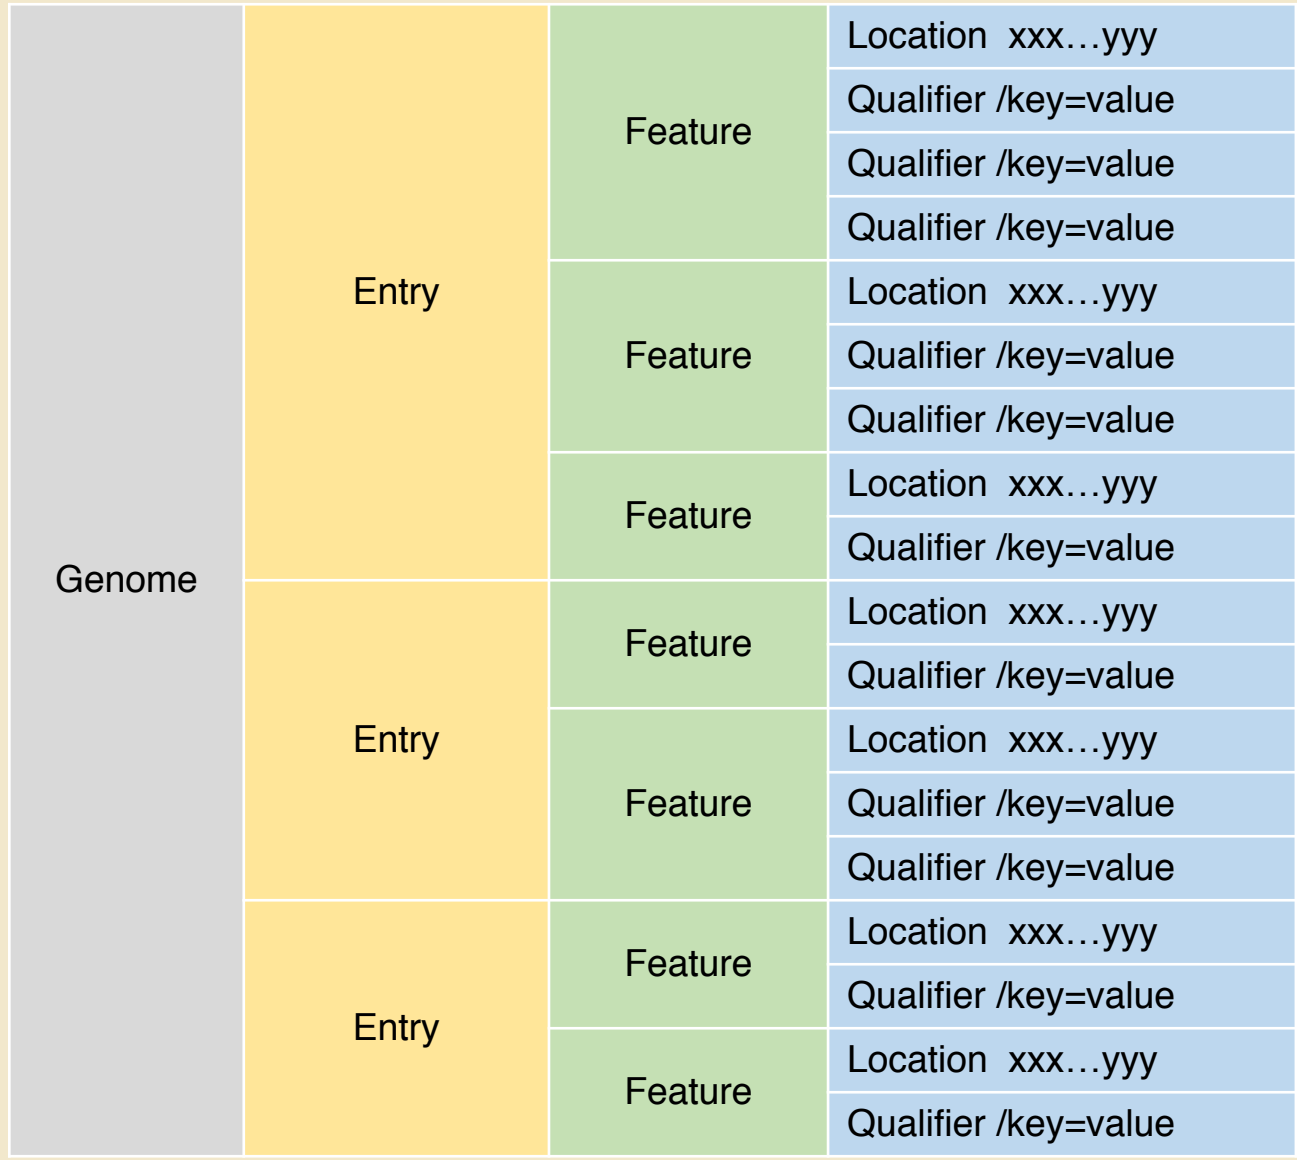 Genome
Entry
Feature
Location  xxx…yyy
Qualifier /key=value
Qualifier /key=value
Qualifier /key=value
Feature
Location  xxx…yyy
Qualifier /key=value
Qualifier /key=value
Feature
Location  xxx…yyy
Qualifier /key=value
Entry
Feature
Location  xxx…yyy
Qualifier /key=value
Feature
Location  xxx…yyy
Qualifier /key=value
Qualifier /key=value
Entry
Feature
Location  xxx…yyy
Qualifier /key=value
Feature
Location  xxx…yyy
Qualifier /key=value